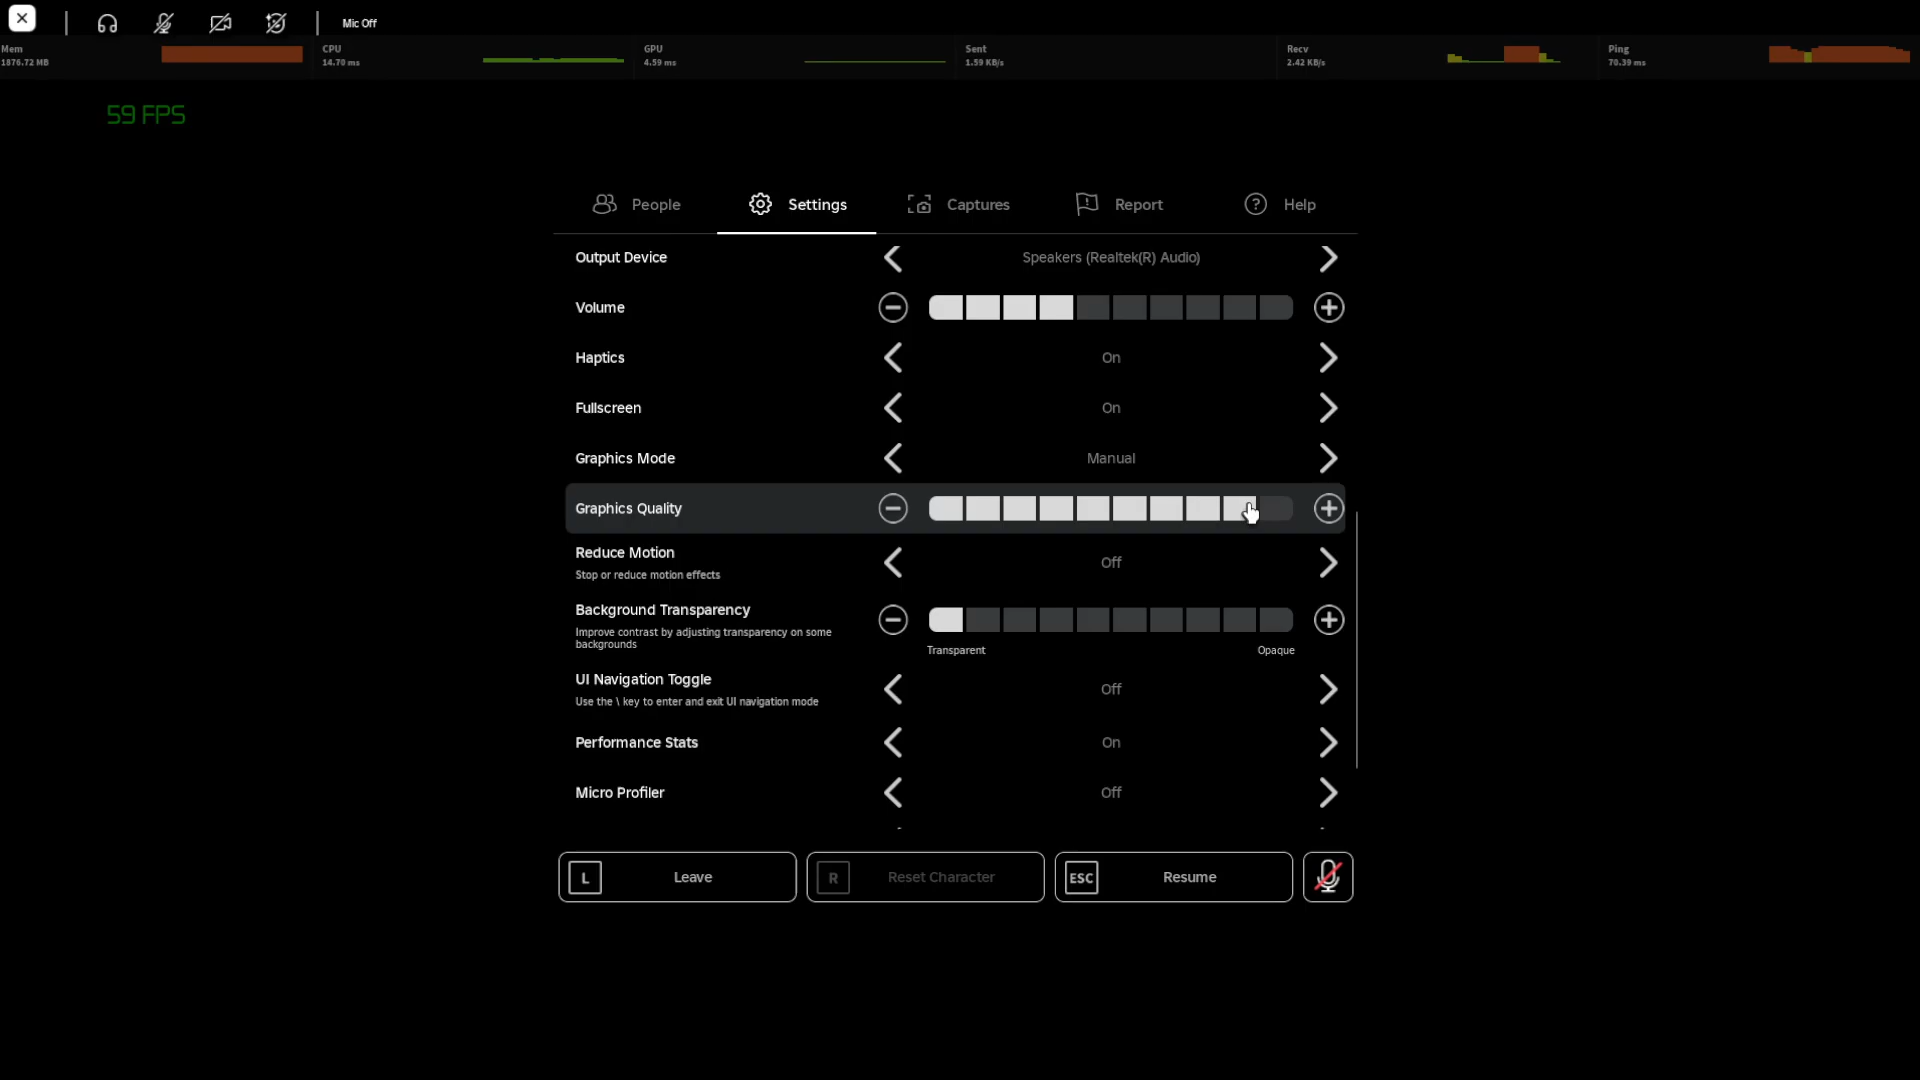 Mic Off
Mem
1876.72 MB
CPU
14.70 ms
GPU
4.59 ms
Sent
1.59 KB/s
Recv
2.42 KB/s
Ping
70.39 ms
59 FPS
People
Settings
Captures
Report
Help
Output Device
Speakers (Realtek(R) Audio)
Volume
Haptics
On
Fullscreen
On
Graphics Mode
Manual
Graphics Quality
Reduce Motion
Stop or reduce motion effects
Off
Background Transparency
Improve contrast by adjusting transparency on some
backgrounds
Transparent
Opaque
UI Navigation Toggle
Use the \ key to enter and exit UI navigation mode
Off
Performance Stats
On
Micro Profiler
Off
L
Leave
R
Reset Character
ESC
Resume